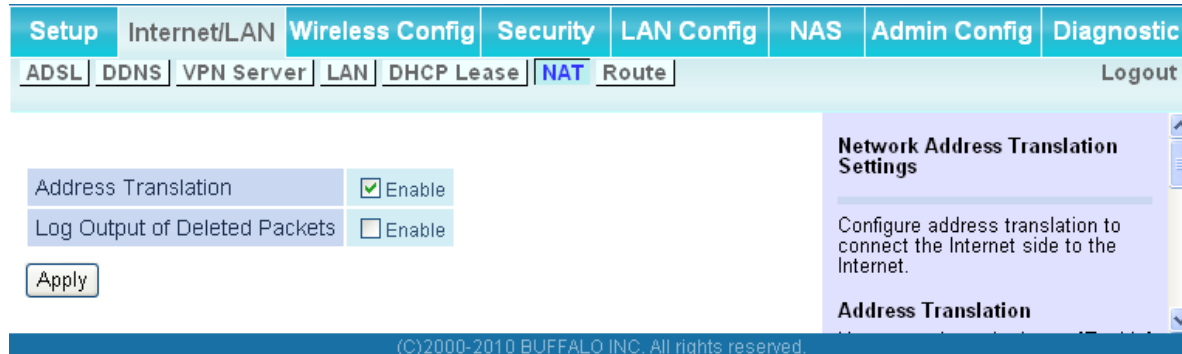 Setup Internet/LAN Wireless Config Security LAN Config NAS Admin Config Diagnostic
ADSL DDNS VPN Server LAN DHCP Lease NAT Route Logout
Address Translation Enable
Log Output of Deleted Packets Enable
Apply
Network Address Translation
Settings
Configure address translation to
connect the Internet side to the
Internet.
Address Translation
(C)2000-2010 BUFFALO INC. All rights reserved.